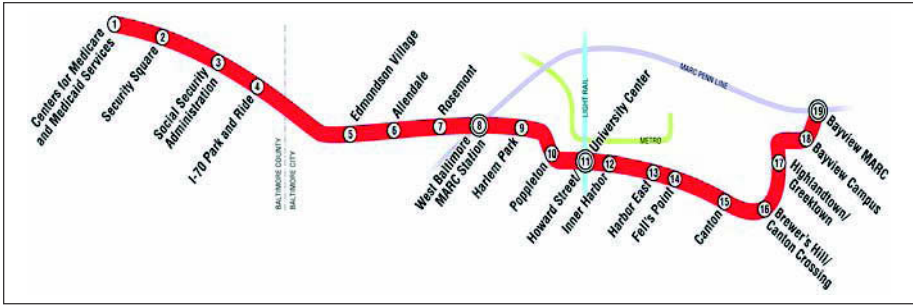 1
Centers for Medicare
and Medicaid Services
2
Security Square
3
Social Security
Administration
4
I-70 Park and Ride
BALTIMORE COUNTY
BALTIMORE CITY
5
Edmondson Village
6
Allendale
7
Rosemont
8
West Baltimore
MARC Station
9
Harlem Park
10
Poppleton
11
Howard Street/
University Center
LIGHT RAIL
METRO
MARC PENN LINE
12
Inner Harbor
13
Harbor East
14
Fell's Point
15
Canton
16
Brewer's Hill/
Canton Crossing
17
Highlandtown/
Greektown
18
Bayview Campus
19
Bayview MARC